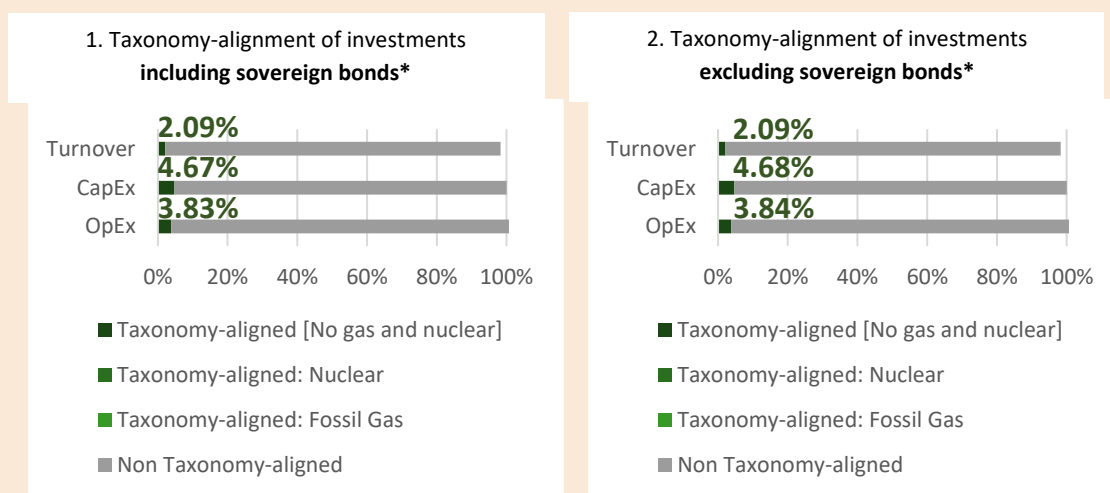 1. Taxonomy-alignment of investments
including sovereign bonds*
2.09%
Turnover
4.67%
CapEx
3.83%
OpEx
0% 20% 40% 60% 80% 100%
Taxonomy-aligned [No gas and nuclear]
Taxonomy-aligned: Nuclear
Taxonomy-aligned: Fossil Gas
Non Taxonomy-aligned
2. Taxonomy-alignment of investments
excluding sovereign bonds*
2.09%
Turnover
4.68%
CapEx
3.84%
OpEx
0% 20% 40% 60% 80% 100%
Taxonomy-aligned [No gas and nuclear]
Taxonomy-aligned: Nuclear
Taxonomy-aligned: Fossil Gas
Non Taxonomy-aligned